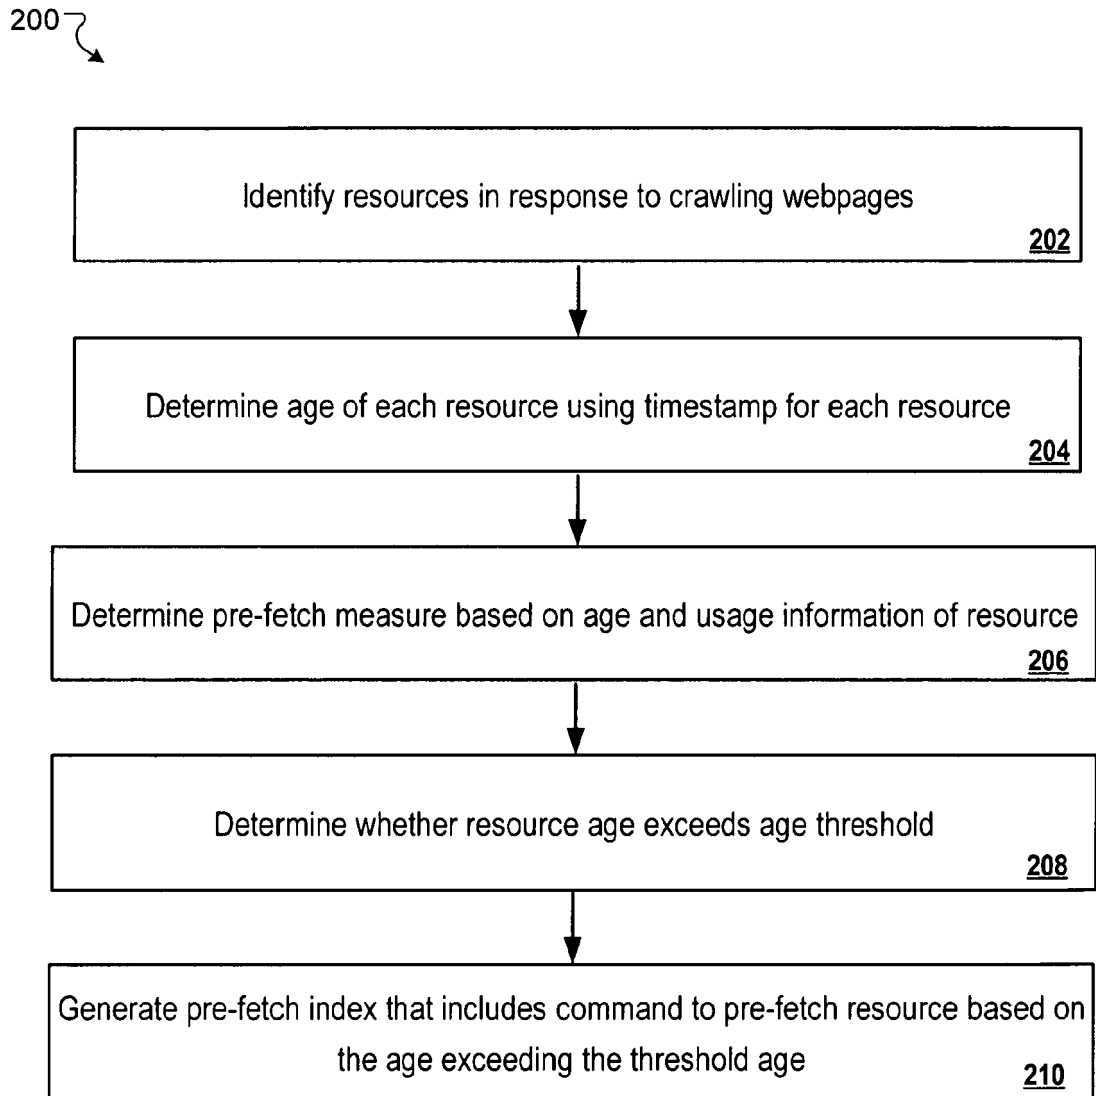 200
Identify resources in response to crawling webpages
202
Determine age of each resource using timestamp for each resource
204
Determine pre-fetch measure based on age and usage information of resource
206
Determine whether resource age exceeds age threshold
208
Generate pre-fetch index that includes command to pre-fetch resource based on
the age exceeding the threshold age
210